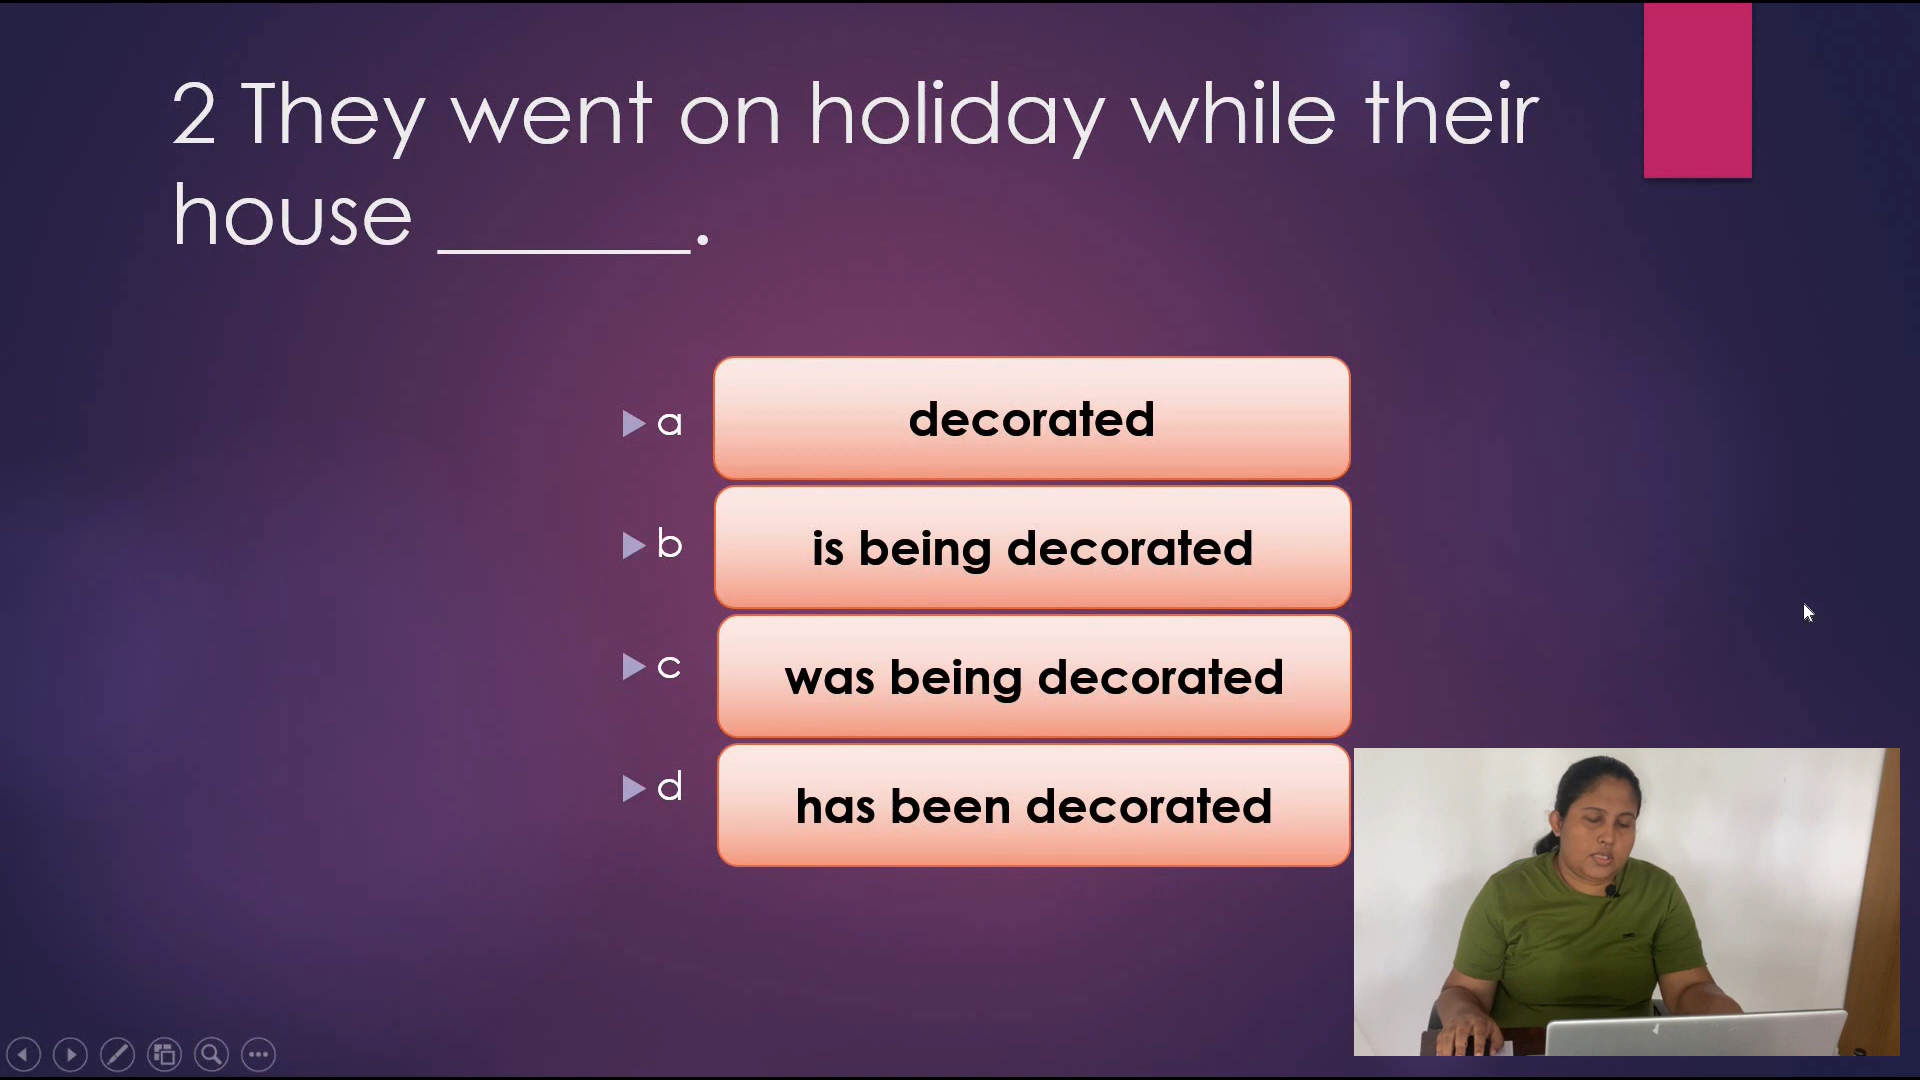 2 They went on holiday while their
house ______.
a
decorated
b
is being decorated
c
was being decorated
d
has been decorated